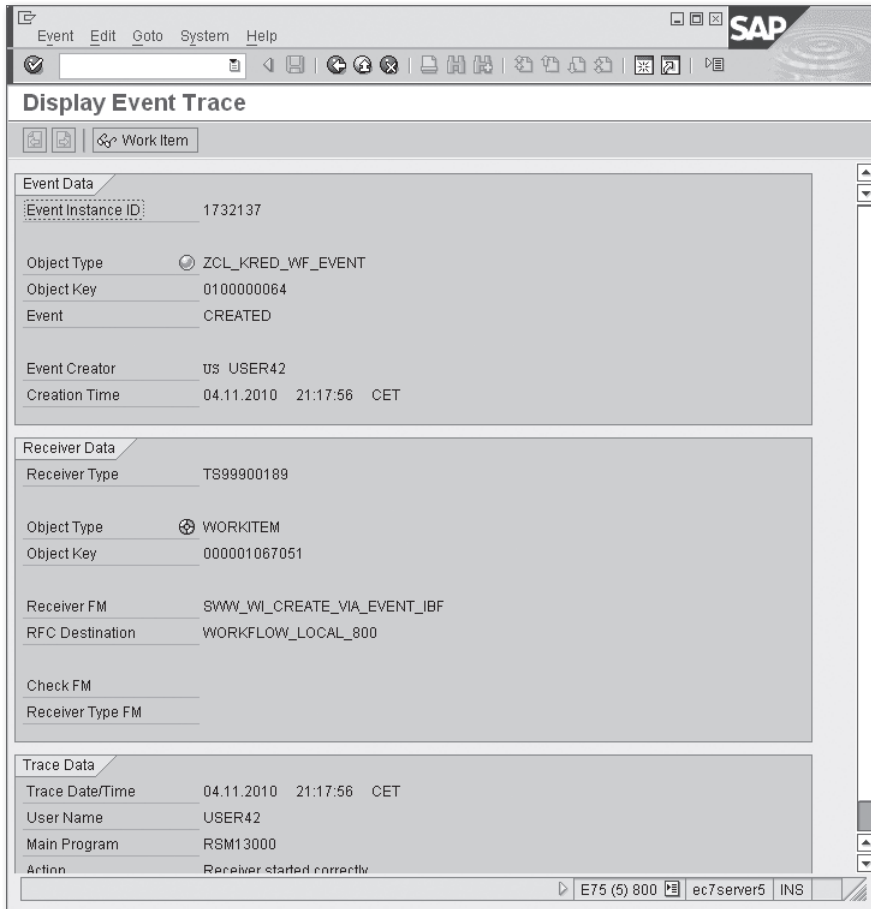 Event Edit Goto System Help
SAP
Display Event Trace
Work Item
Event Data
Event Instance ID 1732137
Object Type ZCL_KRED_WF_EVENT
Object Key 0100000064
Event CREATED
Event Creator US USER42
Creation Time 04.11.2010 21:17:56 CET
Receiver Data
Receiver Type TS99900189
Object Type WORKITEM
Object Key 000001067051
Receiver FM SWW_WI_CREATE_VIA_EVENT_IBF
RFC Destination WORKFLOW_LOCAL_800
Check FM
Receiver Type FM
Trace Data
Trace Date/Time 04.11.2010 21:17:56 CET
User Name USER42
Main Program RSM13000
Action Receiver started correctly
E75 (5) 800 ec7server5 INS